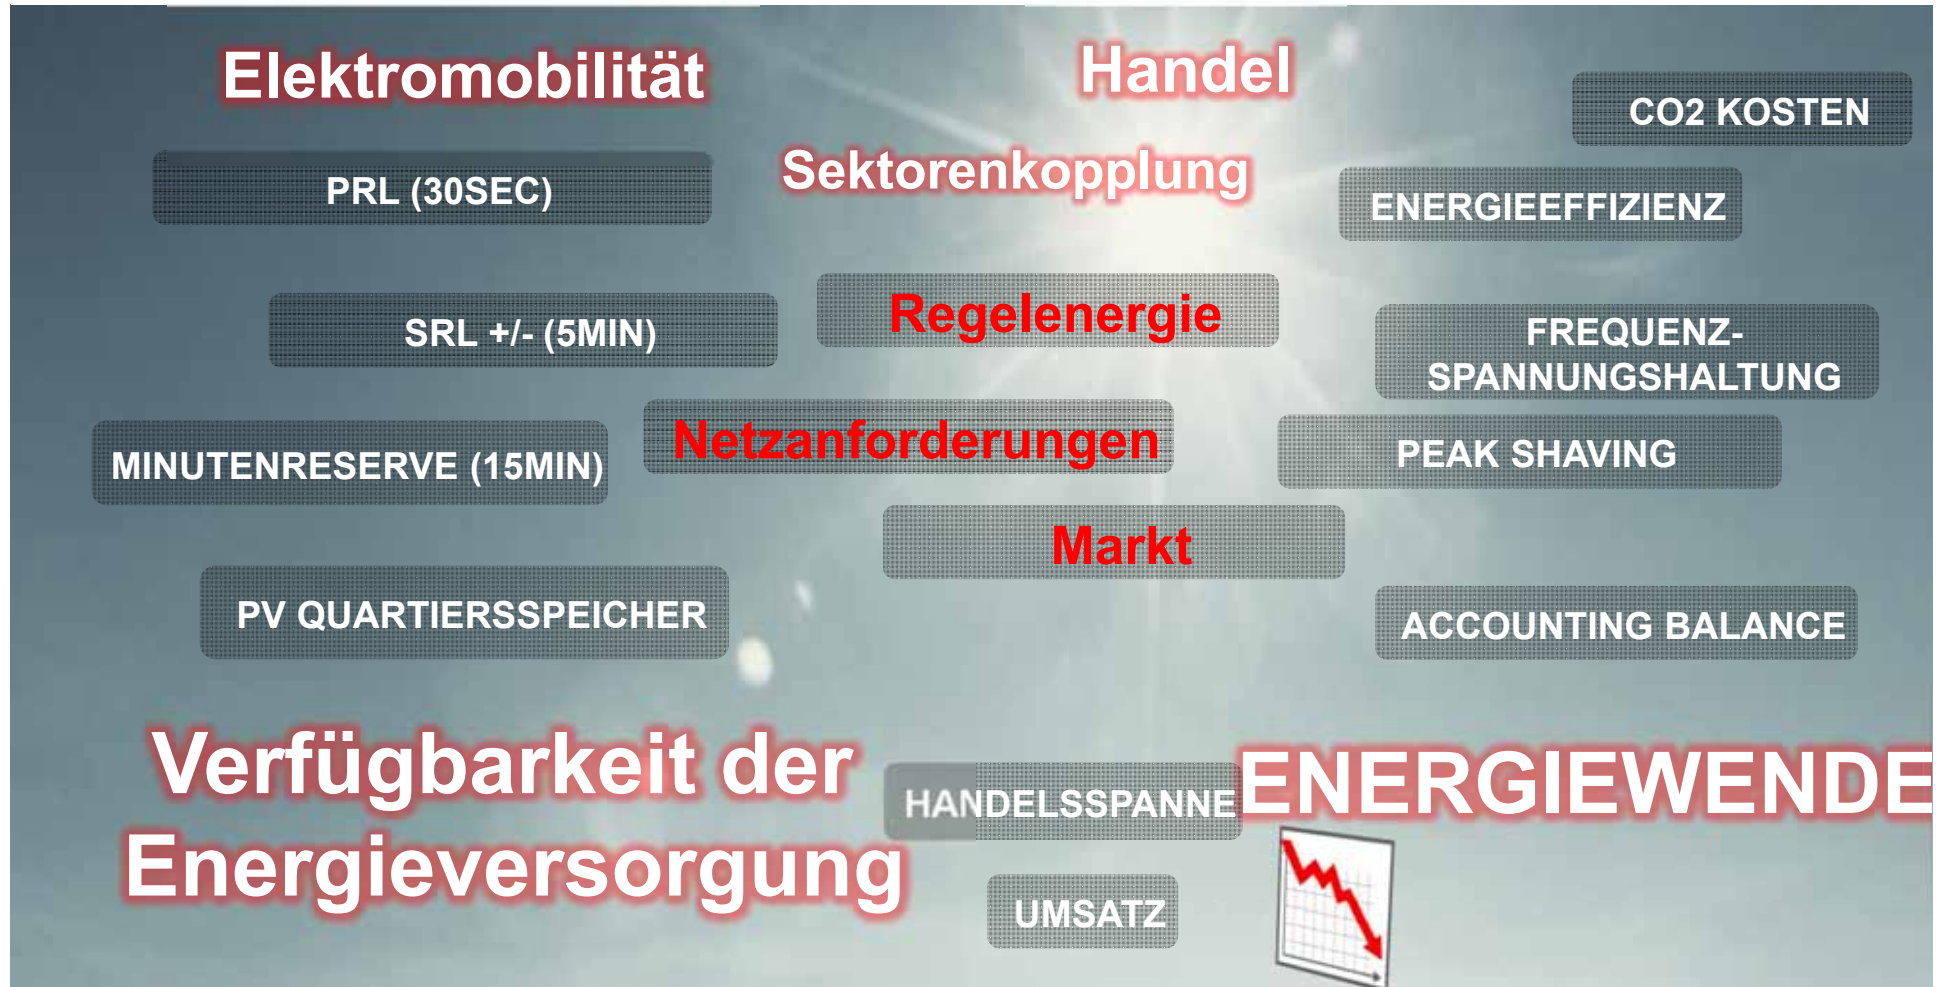 Elektromobilität
Handel
CO2 KOSTEN
PRL (30SEC)
Sektorenkopplung
ENERGIEEFFIZIENZ
SRL +/- (5MIN)
Regelenergie
FREQUENZ-
SPANNUNGSHALTUNG
MINUTENRESERVE (15MIN)
Netzanforderungen
PEAK SHAVING
Markt
PV QUARTIERSSPEICHER
ACCOUNTING BALANCE
Verfügbarkeit der
Energieversorgung
HANDELSSPANNE
ENERGIEWENDE
UMSATZ